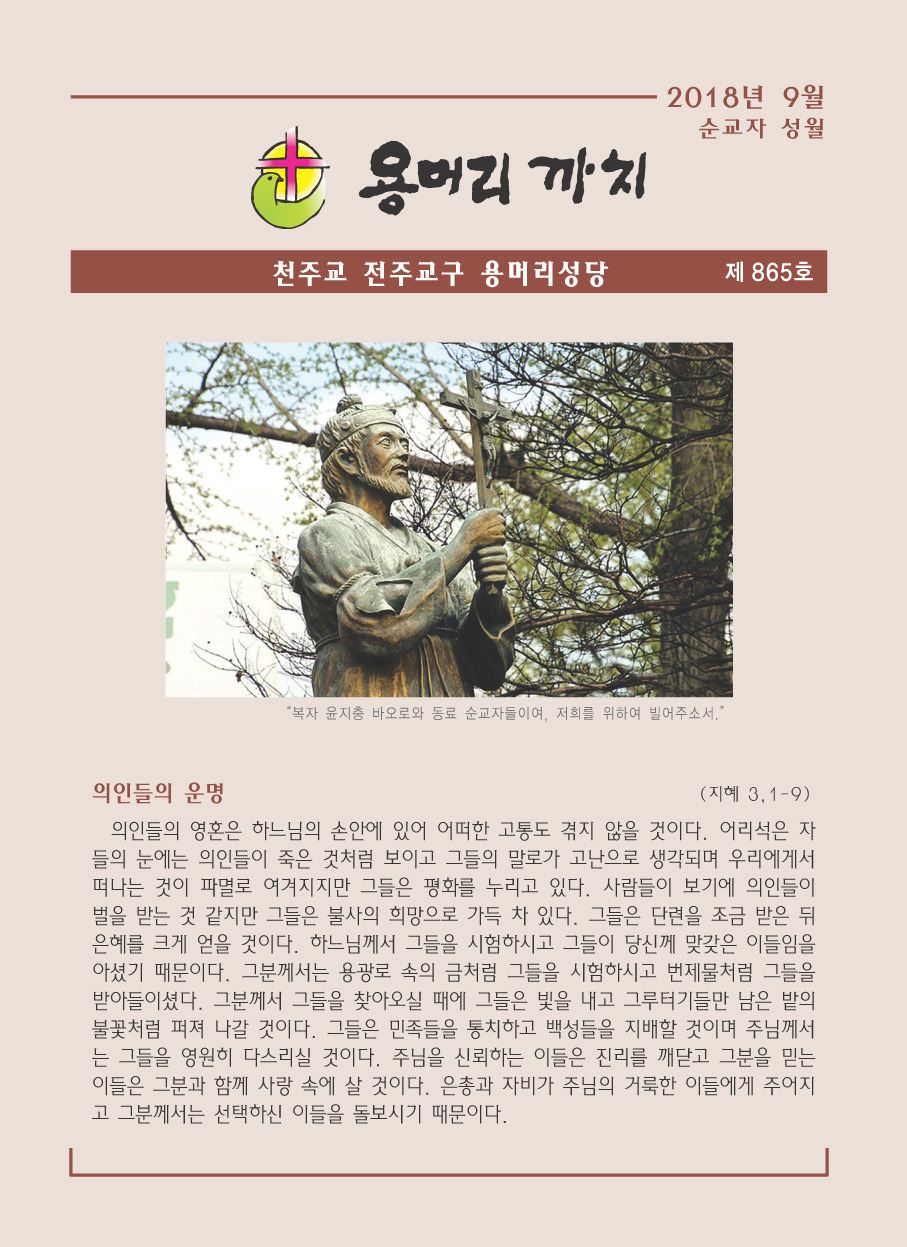 2018년 9월
순교자 성월
용머리 까치
천주교 전주교구 용머리성당
제 865호
“복자 윤지충 바오로와 동료 순교자들이여, 저희를 위하여 빌어주소서.”
의인들의 운명
(지혜 3,1-9)
의인들의 영혼은 하느님의 손안에 있어 어떠한 고통도 겪지 않을 것이다. 어리석은 자
들의 눈에는 의인들이 죽은 것처럼 보이고 그들의 말로가 고난으로 생각되며 우리에게서
떠나는 것이 파멸로 여겨지지만 그들은 평화를 누리고 있다. 사람들이 보기에 의인들이
벌을 받는 것 같지만 그들은 불사의 희망으로 가득 차 있다. 그들은 단련을 조금 받은 뒤
은혜를 크게 얻을 것이다. 하느님께서 그들을 시험하시고 그들이 당신께 맞갖은 이들임을
아셨기 때문이다. 그분께서는 용광로 속의 금처럼 그들을 시험하시고 번제물처럼 그들을
받아들이셨다. 그분께서 그들을 찾아오실 때에 그들은 빛을 내고 그루터기들만 남은 밭의
불꽃처럼 퍼져 나갈 것이다. 그들은 민족들을 통치하고 백성들을 지배할 것이며 주님께서
는 그들을 영원히 다스리실 것이다. 주님을 신뢰하는 이들은 진리를 깨닫고 그분을 믿는
이들은 그분과 함께 사랑 속에 살 것이다. 은총과 자비가 주님의 거룩한 이들에게 주어지
고 그분께서는 선택하신 이들을 돌보시기 때문이다.